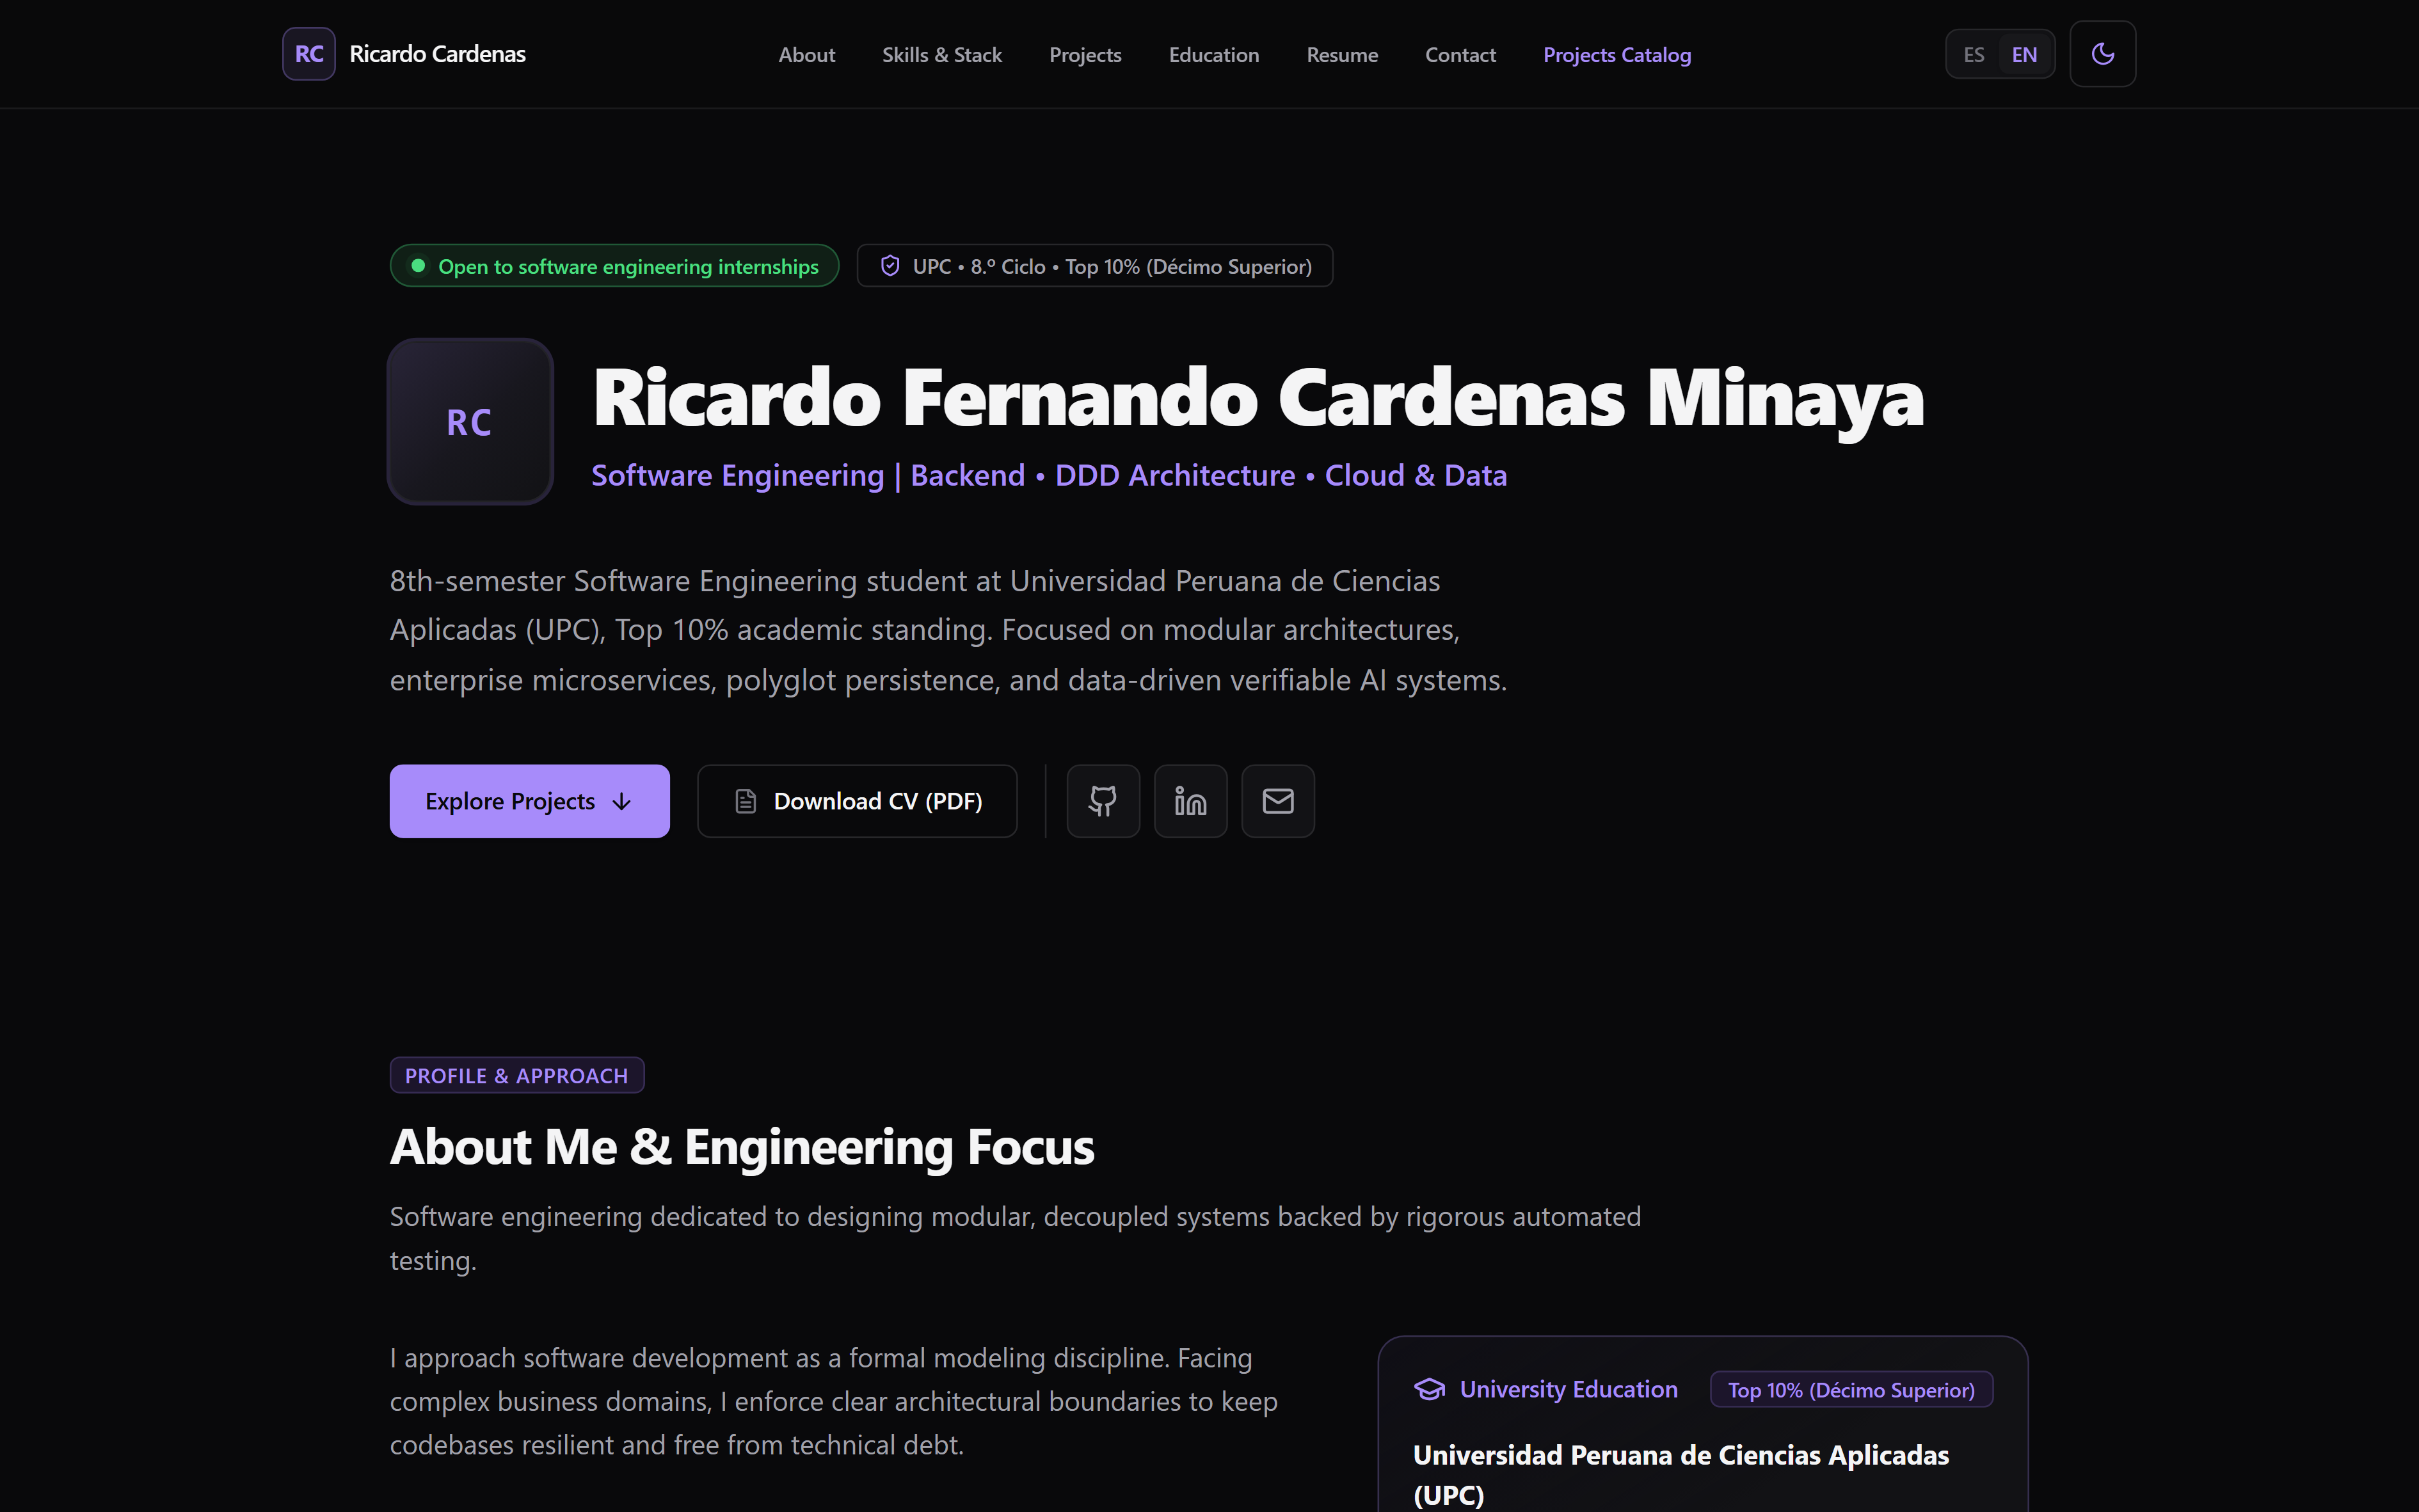 RC Ricardo Cardenas
About Skills & Stack Projects Education Resume Contact Projects Catalog
ES EN
Open to software engineering internships
UPC • 8.º Ciclo • Top 10% (Décimo Superior)
RC
Ricardo Fernando Cardenas Minaya
Software Engineering | Backend • DDD Architecture • Cloud & Data
8th-semester Software Engineering student at Universidad Peruana de Ciencias
Aplicadas (UPC), Top 10% academic standing. Focused on modular architectures,
enterprise microservices, polyglot persistence, and data-driven verifiable AI systems.
Explore Projects
Download CV (PDF)
PROFILE & APPROACH
About Me & Engineering Focus
Software engineering dedicated to designing modular, decoupled systems backed by rigorous automated
testing.
I approach software development as a formal modeling discipline. Facing
complex business domains, I enforce clear architectural boundaries to keep
codebases resilient and free from technical debt.
University Education
Top 10% (Décimo Superior)
Universidad Peruana de Ciencias Aplicadas
(UPC)